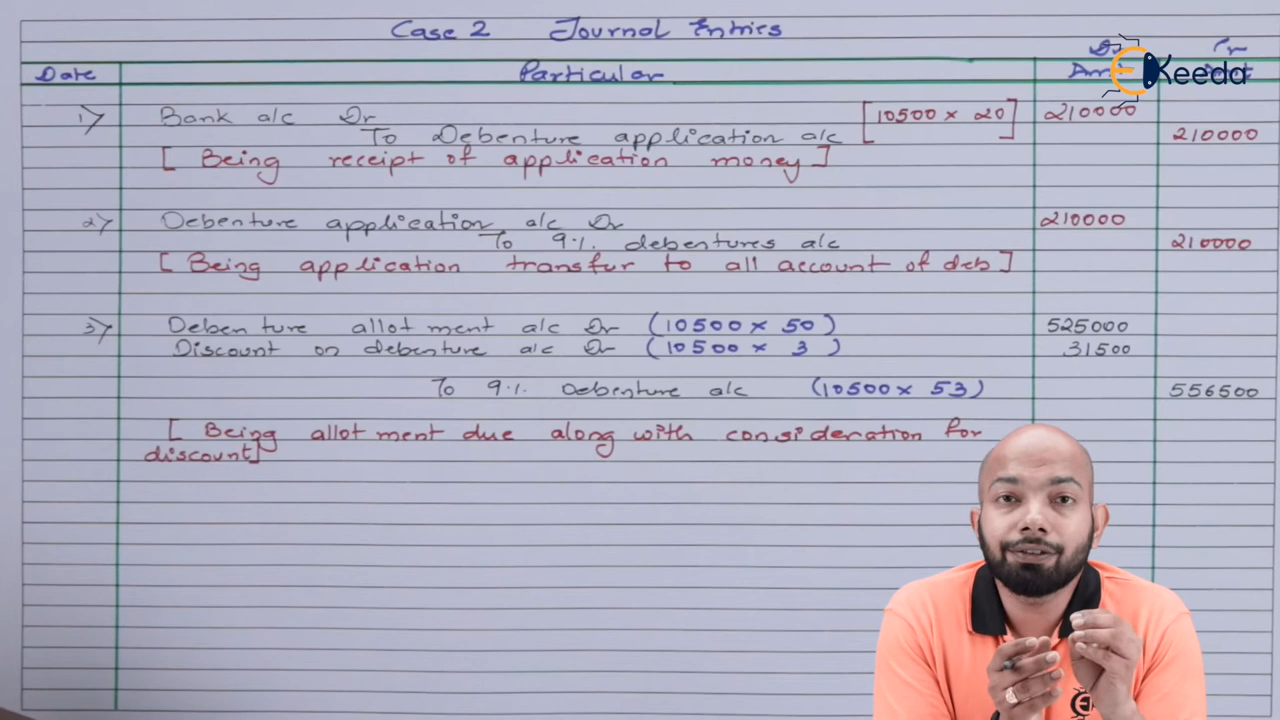 Case 2 Journal Entries
Dr Cr
Date Particular
Keeda
1) Bank a/c Dr [10500 x 20] 210000
To Debenture application a/c 210000
[Being receipt of application money]
2) Debenture application a/c Dr 210000
To 9% debentures a/c 210000
[Being application transfur to all account of deb]
3) Debenture allotment a/c Dr (10500 x 50) 525000
Discount on debenture a/c Dr (10500 x 3) 31500
To 9% Debenture a/c (10500 x 53) 556500
[Being allotment due along with consideration for
discount]